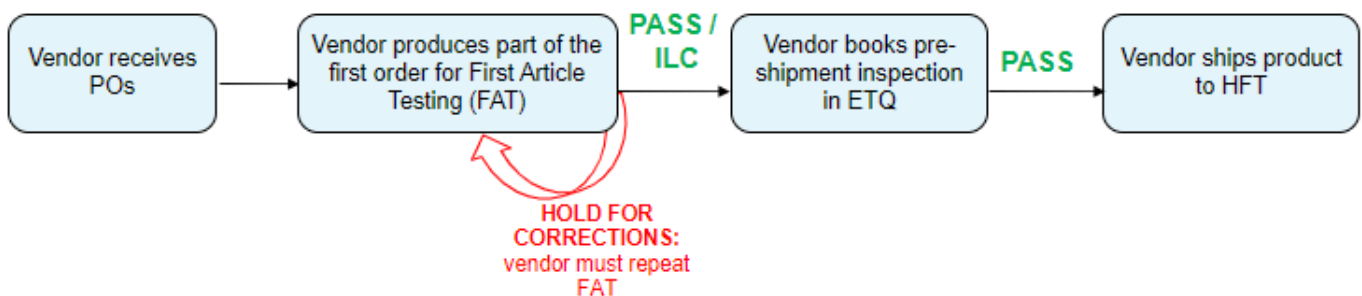 Vendor receives
POs
Vendor produces part of the
first order for First Article
Testing (FAT)
PASS /
ILC
Vendor books pre-
shipment inspection
in ETQ
PASS
Vendor ships product
to HFT
HOLD FOR
CORRECTIONS:
vendor must repeat
FAT